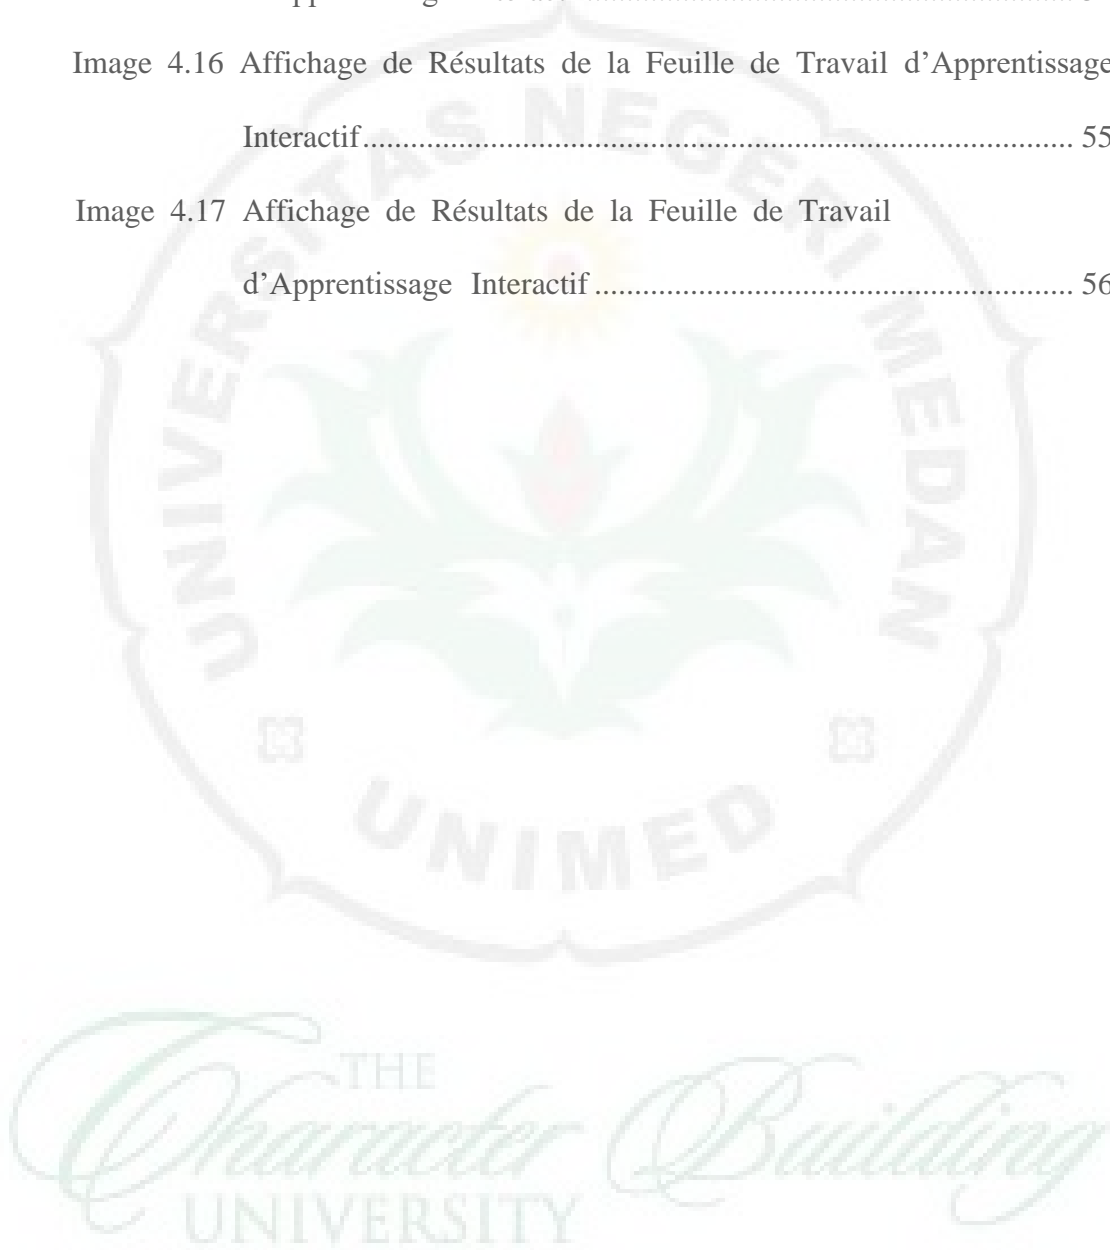 Image 4.16 Affichage de Résultats de la Feuille de Travail d’Apprentissage
Interactif........................................................................... 55
Image 4.17 Affichage de Résultats de la Feuille de Travail
d’Apprentissage Interactif................................................... 56
UNIVERSITAS NEGERI MEDAN
UNIMED
THE
Character Building
UNIVERSITY